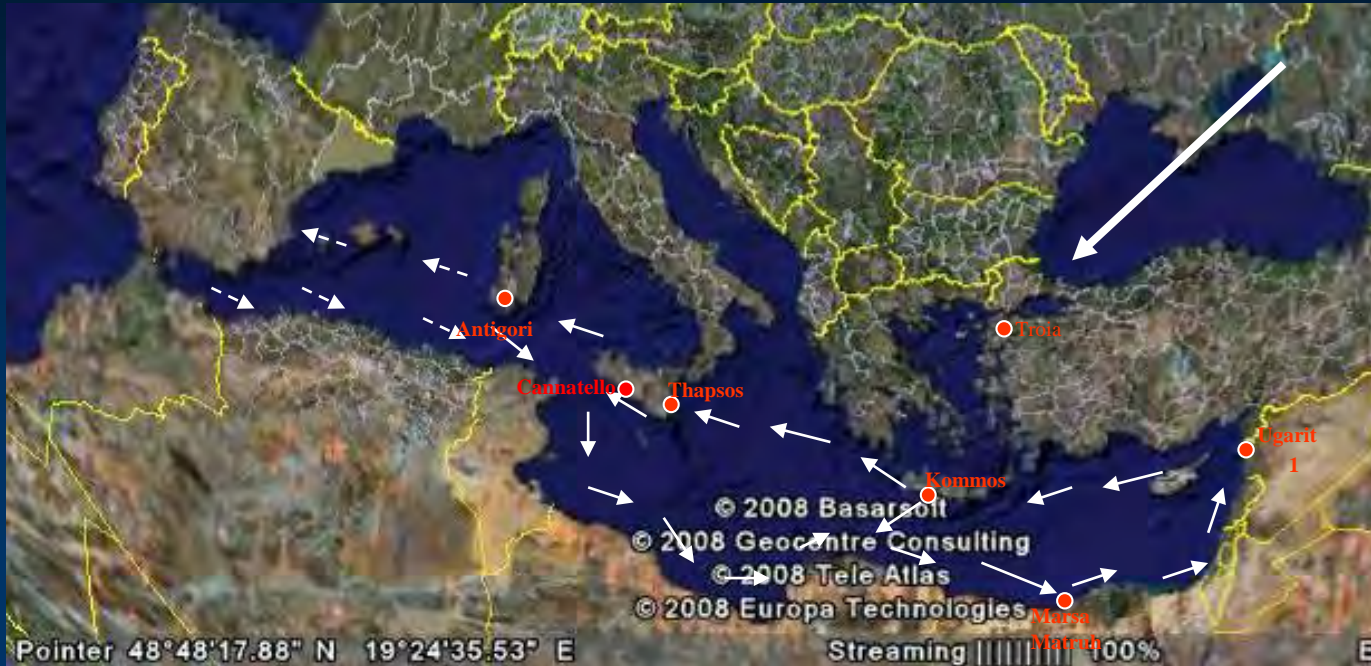 Troia
Antigori
Cannatello
Thapsos
Ugarit
1
Kommos
© 2008 Basarsoft
© 2008 Geocentre Consulting
© 2008 Tele Atlas
© 2008 Europa Technologies
Marsa
Matruh
Pointer 48°48'17.88" N 19°24'35.53" E
Streaming ||||||||| 100%